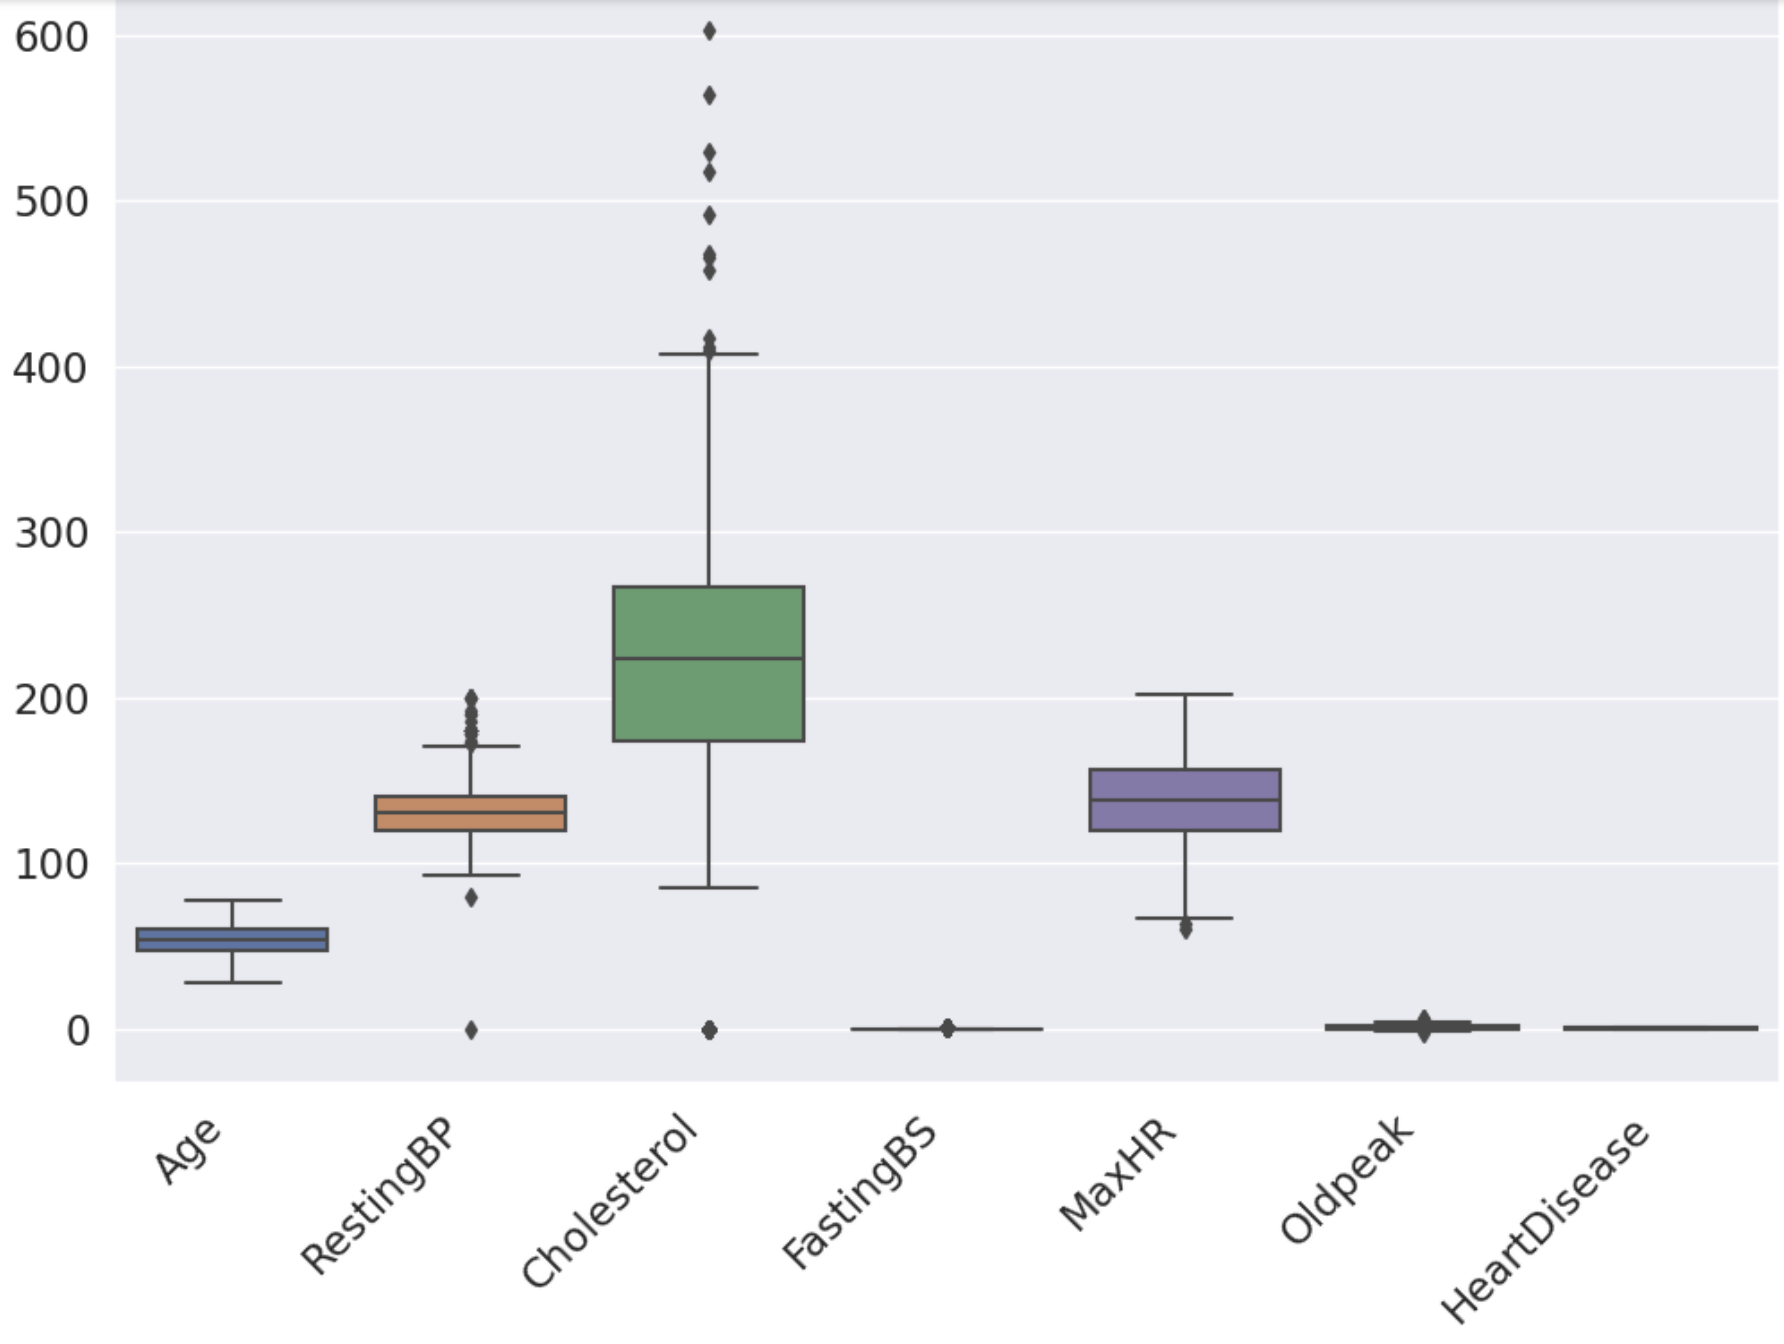 600
500
400
300
200
100
0
Age
RestingBP
Cholesterol
FastingBS
MaxHR
Oldpeak
HeartDisease